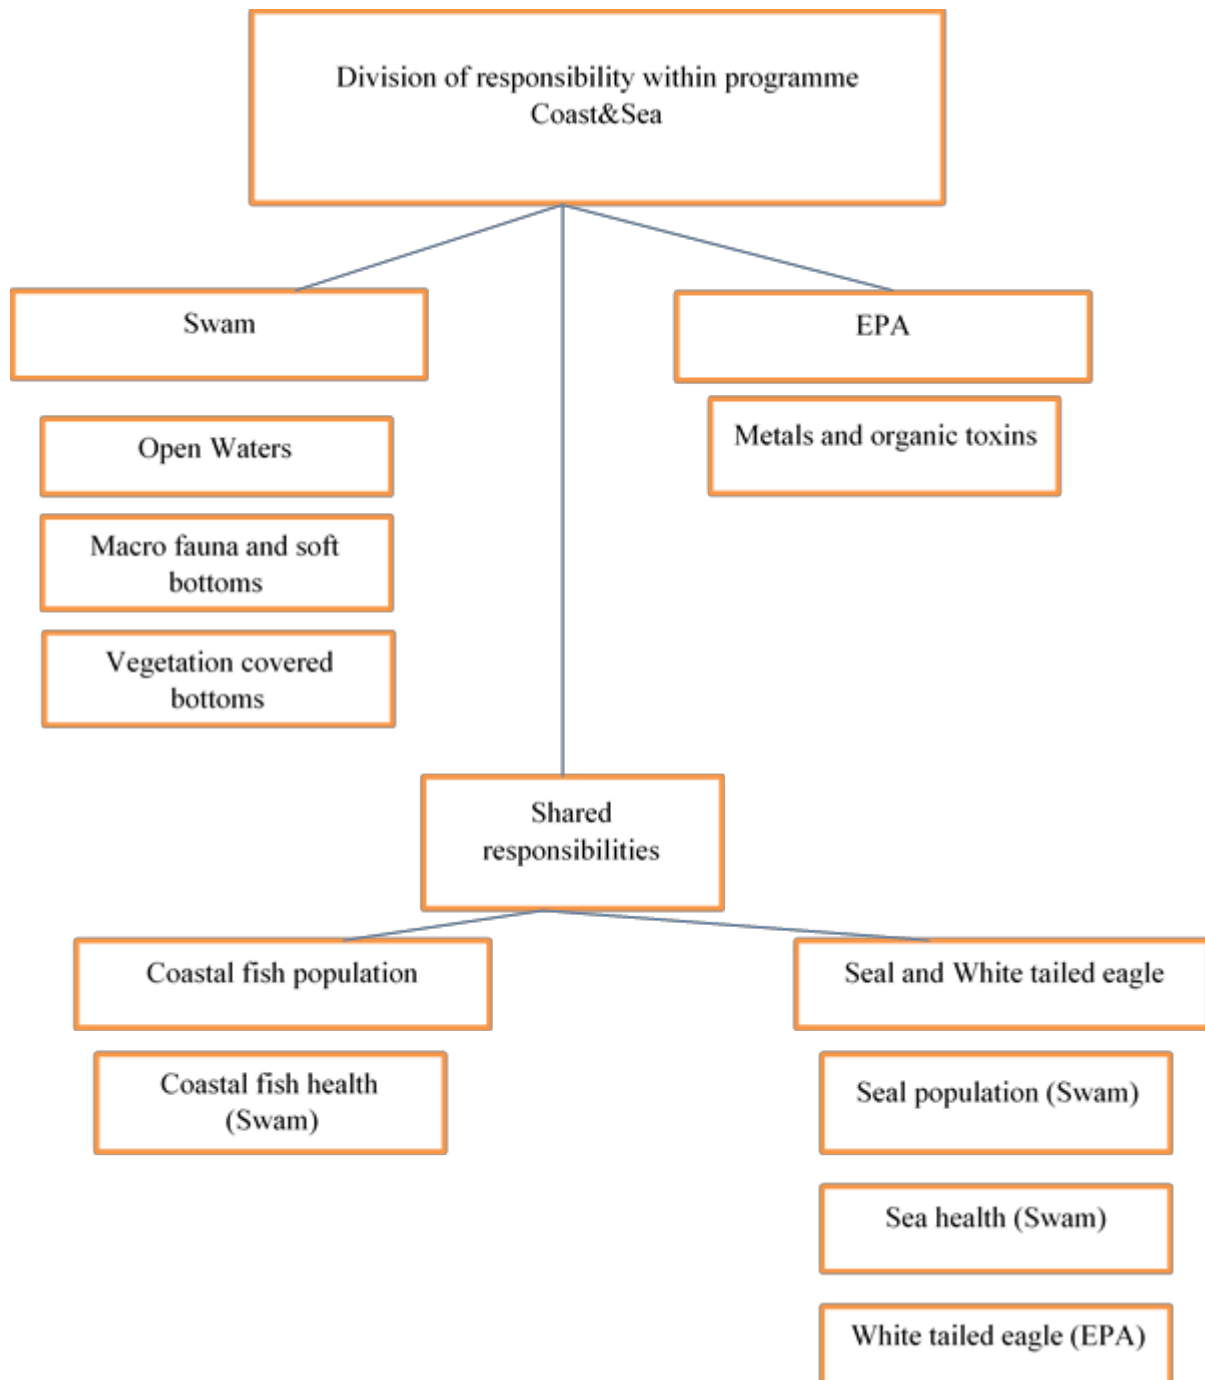 Division of responsibility within programme
Coast&Sea
Swam
EPA
Open Waters
Metals and organic toxins
Macro fauna and soft
bottoms
Vegetation covered
bottoms
Shared
responsibilities
Coastal fish population
Seal and White tailed eagle
Coastal fish health
(Swam)
Seal population (Swam)
Sea health (Swam)
White tailed eagle (EPA)